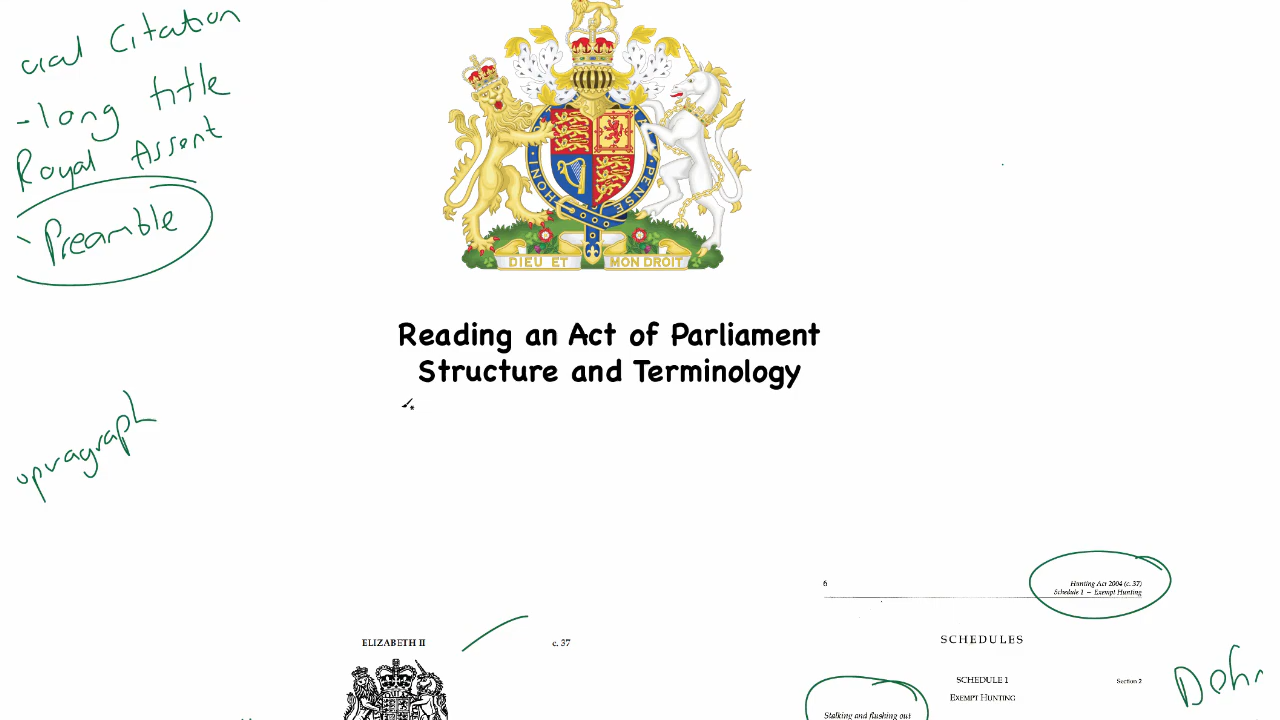 Citation
- long title
Royal Assent
Preamble
HONI
PENSE
DIEU ET MON DROIT
Reading an Act of Parliament
Structure and Terminology
6
Hunting Act 2004 (c. 37)
Schedule 1 — Exempt Hunting
ELIZABETH II
c. 37
SCHEDULES
SCHEDULE 1
Section 2
EXEMPT HUNTING
Stalking and flushing out